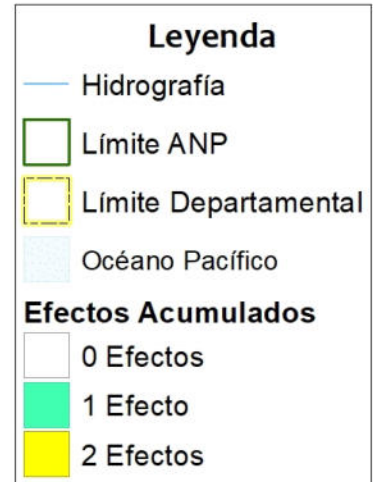 Leyenda
Hidrografía
Límite ANP
Límite Departamental
Océano Pacífico
Efectos Acumulados
0 Efectos
1 Efecto
2 Efectos